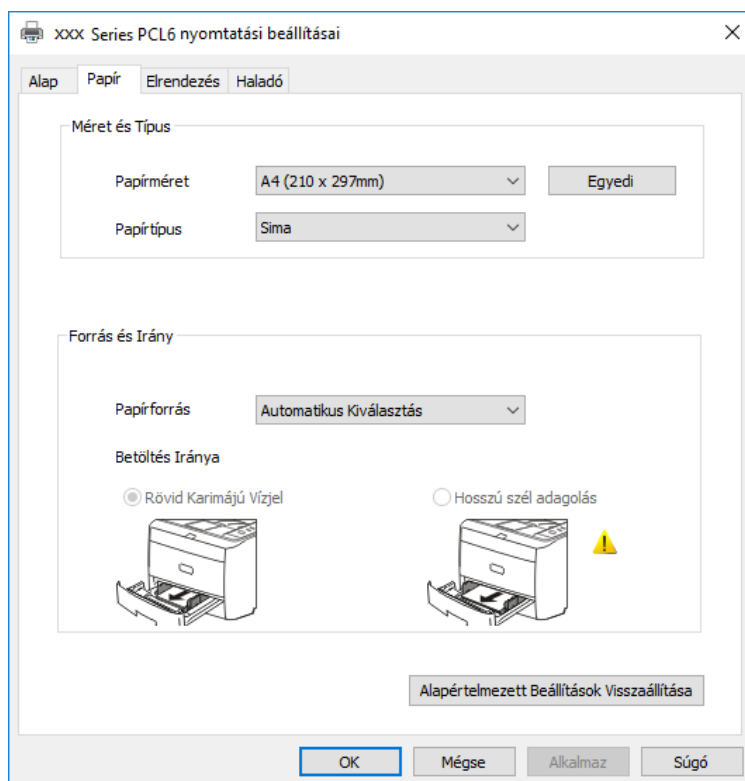 xxx Series PCL6 nyomtatási beállításai
Alap Papír Elrendezés Haladó
Méret és Típus
Papírméret A4 (210 x 297mm) Egyedi
Papírtípus Sima
Forrás és Irány
Papírforrás Automatikus Kiválasztás
Betöltés Iránya
Rövid Karimájú Vízjel Hosszú szél adagolás
Alapértelmezett Beállítások Visszaállítása
OK Mégse Alkalmaz Súgó